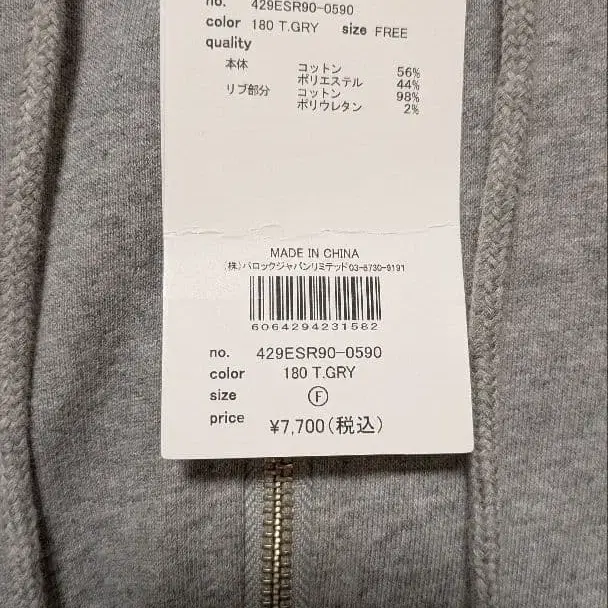 no. 429ESR90-0590
color 180 T.GRY size FREE
quality
本体 コットン 56%
ポリエステル 44%
リブ部分 コットン 98%
ポリウレタン 2%
MADE IN CHINA
(株)バロックジャパンリミテッド03-6730-9191
6064294231582
no. 429ESR90-0590
color 180 T.GRY
size Ⓕ
price ¥7,700(税込)